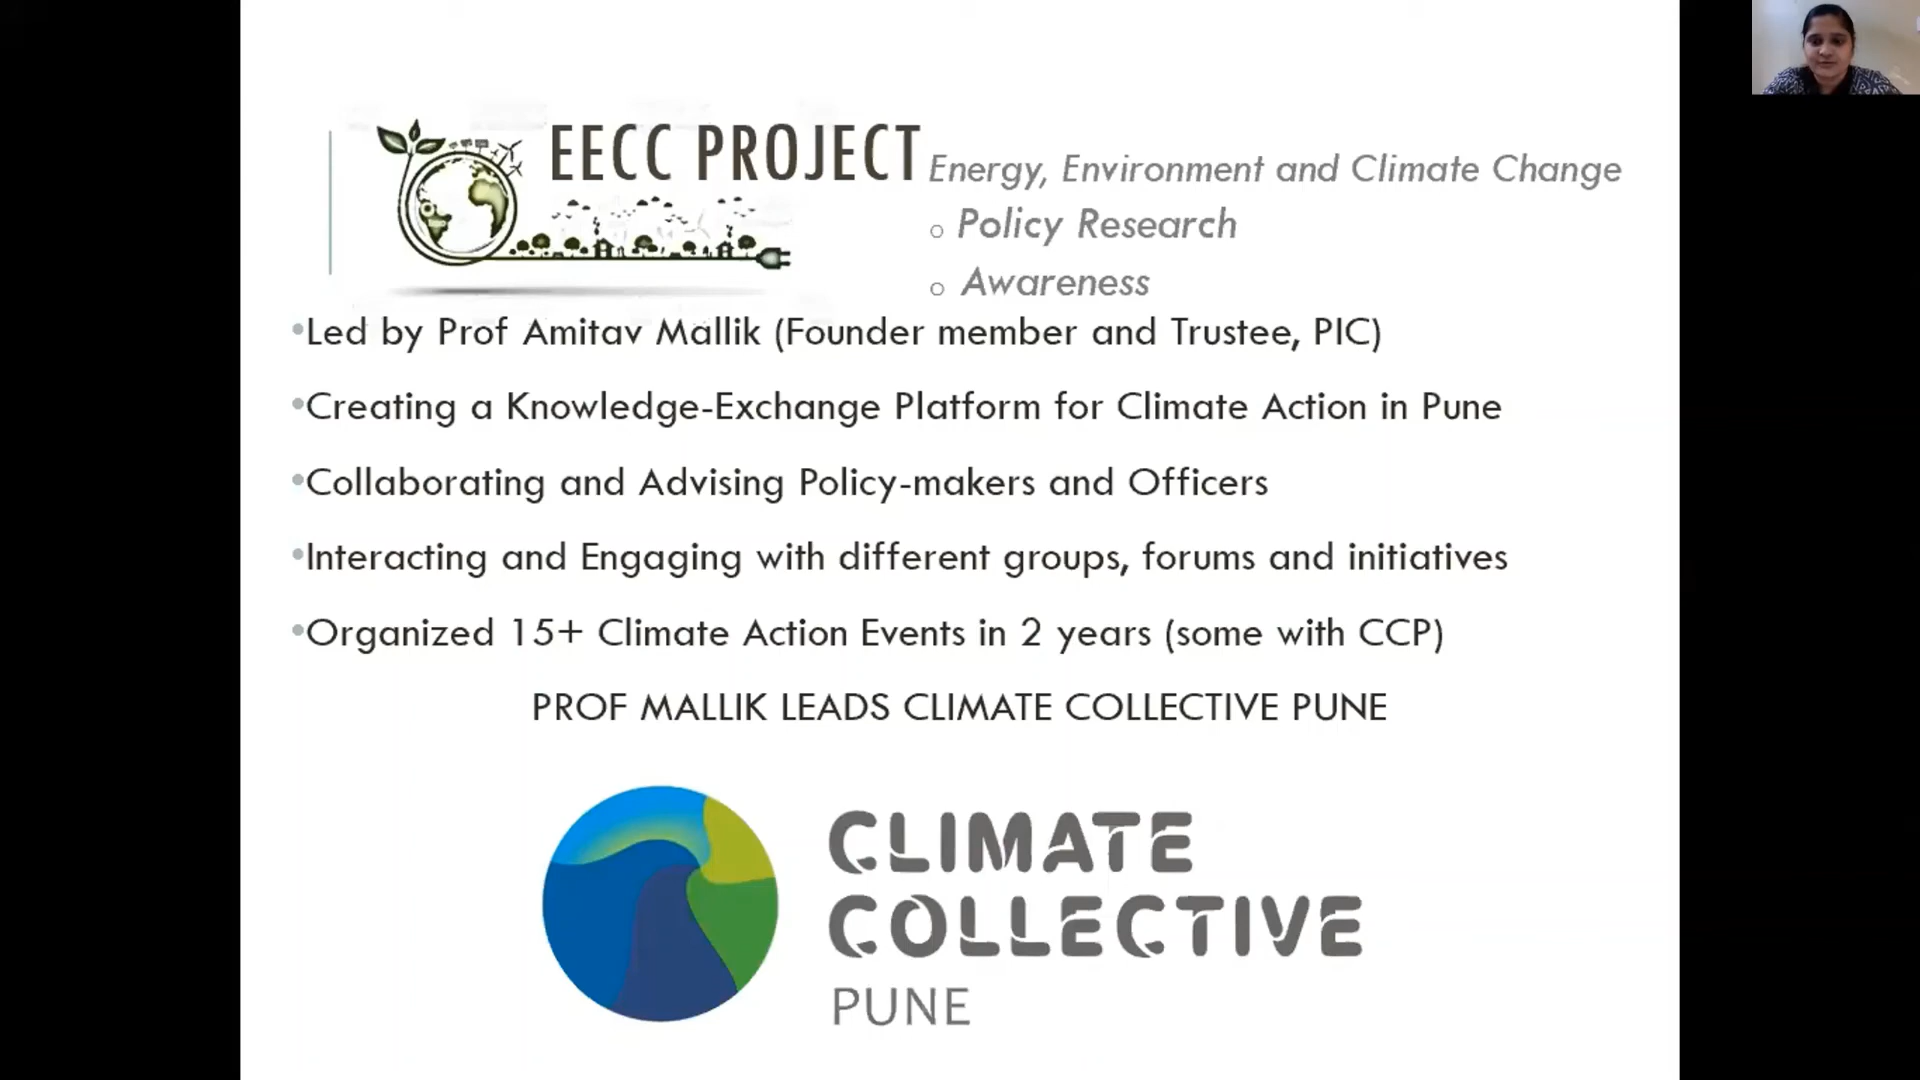 EECC PROJECT Energy, Environment and Climate Change
o Policy Research
o Awareness
•Led by Prof Amitav Mallik (Founder member and Trustee, PIC)
•Creating a Knowledge-Exchange Platform for Climate Action in Pune
•Collaborating and Advising Policy-makers and Officers
•Interacting and Engaging with different groups, forums and initiatives
•Organized 15+ Climate Action Events in 2 years (some with CCP)
PROF MALLIK LEADS CLIMATE COLLECTIVE PUNE
CLIMATE
COLLECTIVE
PUNE